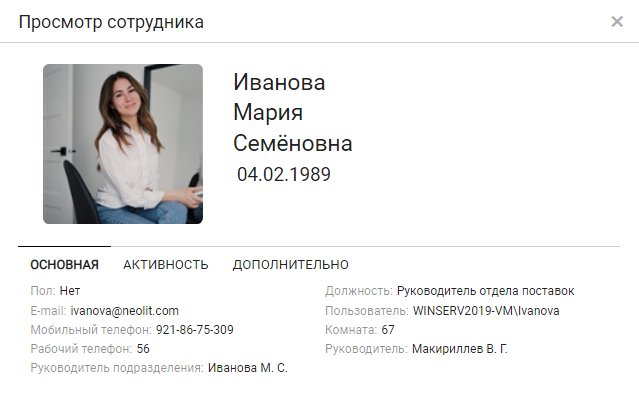 Просмотр сотрудника
Иванова
Мария
Семёновна
04.02.1989
ОСНОВНАЯ АКТИВНОСТЬ ДОПОЛНИТЕЛЬНО
Пол: Нет
E-mail: ivanova@neolit.com
Мобильный телефон: 921-86-75-309
Рабочий телефон: 56
Руководитель подразделения: Иванова М. С.
Должность: Руководитель отдела поставок
Пользователь: WINSERV2019-VM\Ivanova
Комната: 67
Руководитель: Макириллев В. Г.